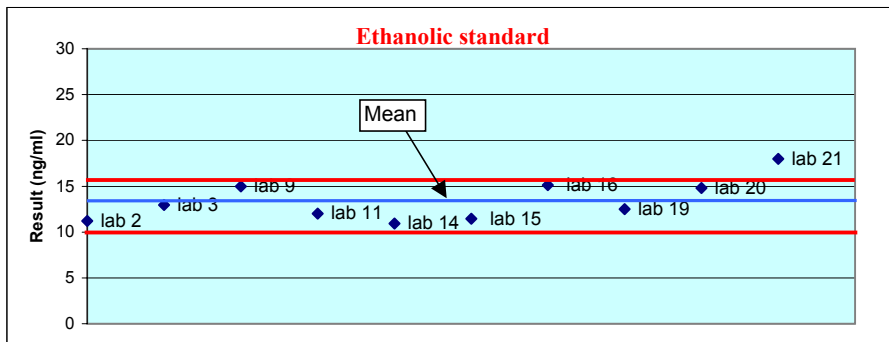 Ethanolic standard
Result (ng/ml)
30
25
20
15
10
5
0
Mean
lab 2
lab 3
lab 9
lab 11
lab 14
lab 15
lab 16
lab 19
lab 20
lab 21